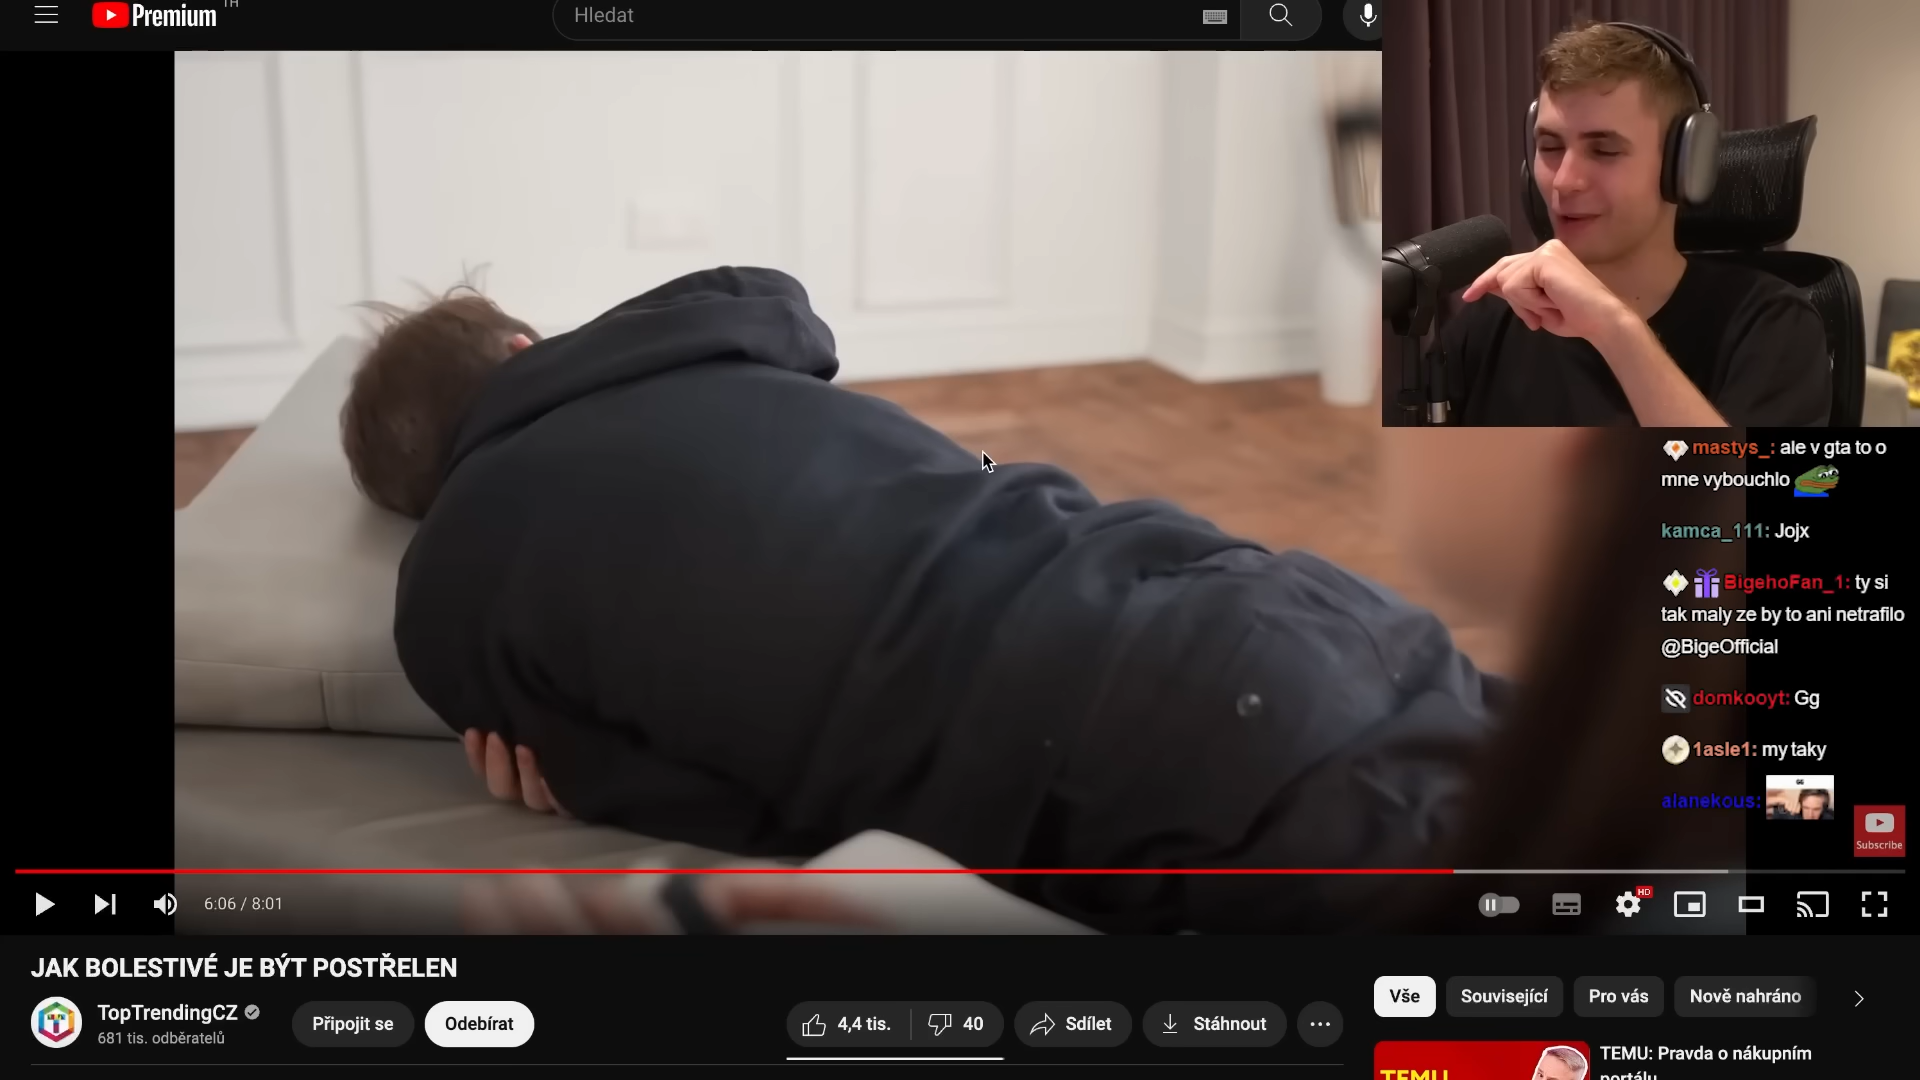 Premium TH
Hledat
mastys_: ale v gta to o
mne vybouchlo
kamca_111: Jojx
BigehoFan_1: ty si
tak maly ze by to ani netrafilo
@BigeOfficial
domkooyt: Gg
1asle1: my taky
alanekous:
Subscribe
6:06 / 8:01
HD
JAK BOLESTIVÉ JE BÝT POSTŘELEN
TopTrendingCZ
681 tis. odběratelů
Připojit se
Odebírat
4,4 tis.
40
Sdílet
Stáhnout
Vše
Související
Pro vás
Nově nahráno
TEMU
TEMU: Pravda o nákupním
portálu